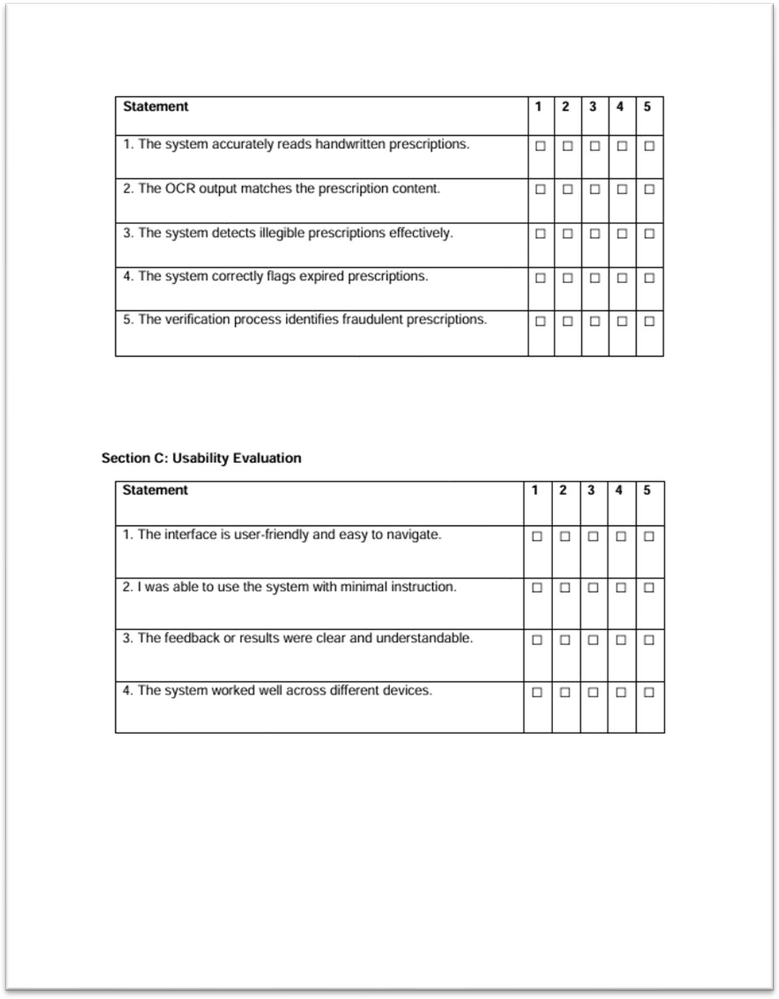 Statement 1 2 3 4 5
1. The system accurately reads handwritten prescriptions. ☐ ☐ ☐ ☐ ☐
2. The OCR output matches the prescription content. ☐ ☐ ☐ ☐ ☐
3. The system detects illegible prescriptions effectively. ☐ ☐ ☐ ☐ ☐
4. The system correctly flags expired prescriptions. ☐ ☐ ☐ ☐ ☐
5. The verification process identifies fraudulent prescriptions. ☐ ☐ ☐ ☐ ☐
Section C: Usability Evaluation
Statement 1 2 3 4 5
1. The interface is user-friendly and easy to navigate. ☐ ☐ ☐ ☐ ☐
2. I was able to use the system with minimal instruction. ☐ ☐ ☐ ☐ ☐
3. The feedback or results were clear and understandable. ☐ ☐ ☐ ☐ ☐
4. The system worked well across different devices. ☐ ☐ ☐ ☐ ☐